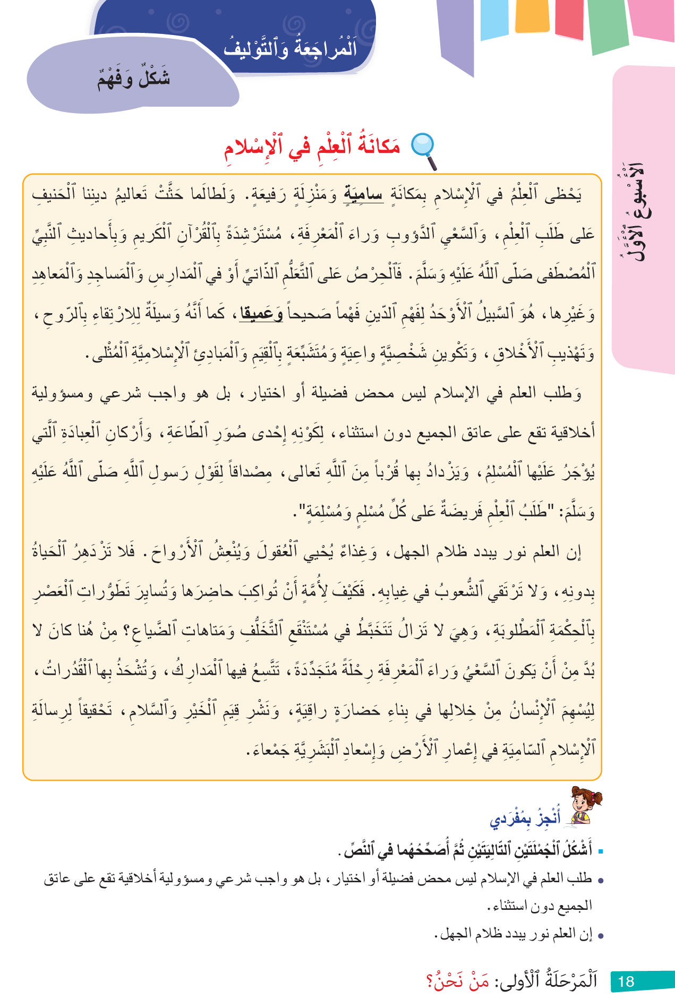 اَلْمُراجَعَةُ وَٱلتَّوْليفُ
شَكْلٌ وَفَهْمٌ
اَلْأُسْبوعُ ٱلْأَوَّلُ
مَكانَةُ ٱلْعِلْمِ في ٱلْإِسْلامِ
يَحْظى ٱلْعِلْمُ في ٱلْإِسْلامِ بِمَكانَةٍ سامِيَةٍ وَمَنْزِلَةٍ رَفيعَةٍ. وَلَطالَما حَثَّتْ تَعاليمُ دينِنا ٱلْحَنيفِ
عَلى طَلَبِ ٱلْعِلْمِ، وَٱلسَّعْيِ ٱلدَّؤوبِ وَراءَ ٱلْمَعْرِفَةِ، مُسْتَرْشِدَةً بِٱلْقُرْآنِ ٱلْكَريمِ وَبِأَحاديثِ ٱلنَّبِيِّ
ٱلْمُصْطَفى صَلّى ٱللَّهُ عَلَيْهِ وَسَلَّمَ. فَٱلْحِرْصُ عَلى ٱلتَّعَلُّمِ ٱلذّاتِيِّ أَوْ في ٱلْمَدارِسِ وَٱلْمَساجِدِ وَٱلْمَعاهِدِ
وَغَيْرِها، هُوَ ٱلسَّبيلُ ٱلْأَوْحَدُ لِفَهْمِ ٱلدّينِ فَهْماً صَحيحاً وَعَميقا، كَما أَنَّهُ وَسيلَةٌ لِلِارْتِقاءِ بِٱلرّوحِ،
وَتَهْذيبِ ٱلْأَخْلاقِ، وَتَكْوينِ شَخْصِيَّةٍ واعِيَةٍ وَمُتَشَبِّعَةٍ بِٱلْقِيَمِ وَٱلْمَبادِئِ ٱلْإِسْلامِيَّةِ ٱلْمُثْلى.
وَطلب العلم في الإسلام ليس محض فضيلة أو اختيار، بل هو واجب شرعي ومسؤولية
أخلاقية تقع على عاتق الجميع دون استثناء، لِكَوْنِهِ إِحْدى صُوَرِ ٱلطّاعَةِ، وَأَرْكانِ ٱلْعِبادَةِ ٱلَّتي
يُؤْجَرُ عَلَيْها ٱلْمُسْلِمُ، وَيَزْدادُ بِها قُرْباً مِنَ ٱللَّهِ تَعالى، مِصْداقاً لِقَوْلِ رَسولِ ٱللَّهِ صَلّى ٱللَّهُ عَلَيْهِ
وَسَلَّمَ: "طَلَبُ ٱلْعِلْمِ فَريضَةٌ عَلى كُلِّ مُسْلِمٍ وَمُسْلِمَةٍ".
إن العلم نور يبدد ظلام الجهل، وَغِذاءٌ يُحْيي ٱلْعُقولَ وَيُنْعِشُ ٱلْأَرْواحَ. فَلا تَزْدَهِرُ ٱلْحَياةُ
بِدونِهِ، وَلا تَرْتَقي ٱلشُّعوبُ في غِيابِهِ. فَكَيْفَ لِأُمَّةٍ أَنْ تُواكِبَ حاضِرَها وَتُسايِرَ تَطَوُّراتِ ٱلْعَصْرِ
بِٱلْحِكْمَةِ ٱلْمَطْلوبَةِ، وَهِيَ لا تَزالُ تَتَخَبَّطُ في مُسْتَنْقَعِ ٱلتَّخَلُّفِ وَمَتاهاتِ ٱلضَّياعِ؟ مِنْ هُنا كانَ لا
بُدَّ مِنْ أَنْ يَكونَ ٱلسَّعْيُ وَراءَ ٱلْمَعْرِفَةِ رِحْلَةً مُتَجَدِّدَةً، تَتَّسِعُ فيها ٱلْمَدارِكُ، وَتُشْحَذُ بِها ٱلْقُدُراتُ،
لِيُسْهِمَ ٱلْإِنْسانُ مِنْ خِلالِها في بِناءِ حَضارَةٍ راقِيَةٍ، وَنَشْرِ قِيَمِ ٱلْخَيْرِ وَٱلسَّلامِ، تَحْقيقاً لِرِسالَةِ
ٱلْإِسْلامِ ٱلسّامِيَةِ في إِعْمارِ ٱلْأَرْضِ وَإِسْعادِ ٱلْبَشَرِيَّةِ جَمْعاءَ.
أُنْجِزُ بِمُفْرَدي
أَشْكُلُ ٱلْجُمْلَتَيْنِ ٱلتّالِيَتَيْنِ ثُمَّ أُصَحِّحُهُما في ٱلنَّصِّ.
طلب العلم في الإسلام ليس محض فضيلة أو اختيار، بل هو واجب شرعي ومسؤولية أخلاقية تقع على عاتق
الجميع دون استثناء.
إن العلم نور يبدد ظلام الجهل.
اَلْمَرْحَلَةُ ٱلْأولى: مَنْ نَحْنُ؟
18